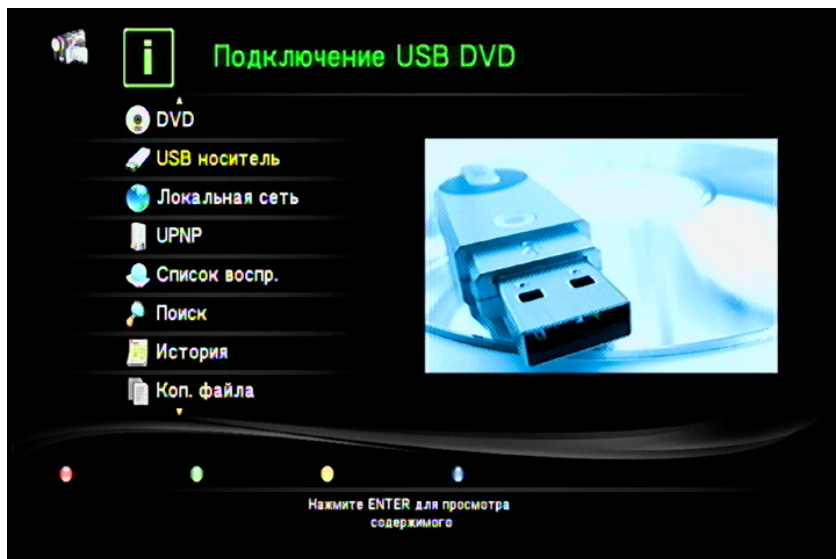 i
Подключение USB DVD
DVD
USB носитель
Локальная сеть
UPNP
Список воспр.
Поиск
История
Коп. файла
Нажмите ENTER для просмотра
содержимого